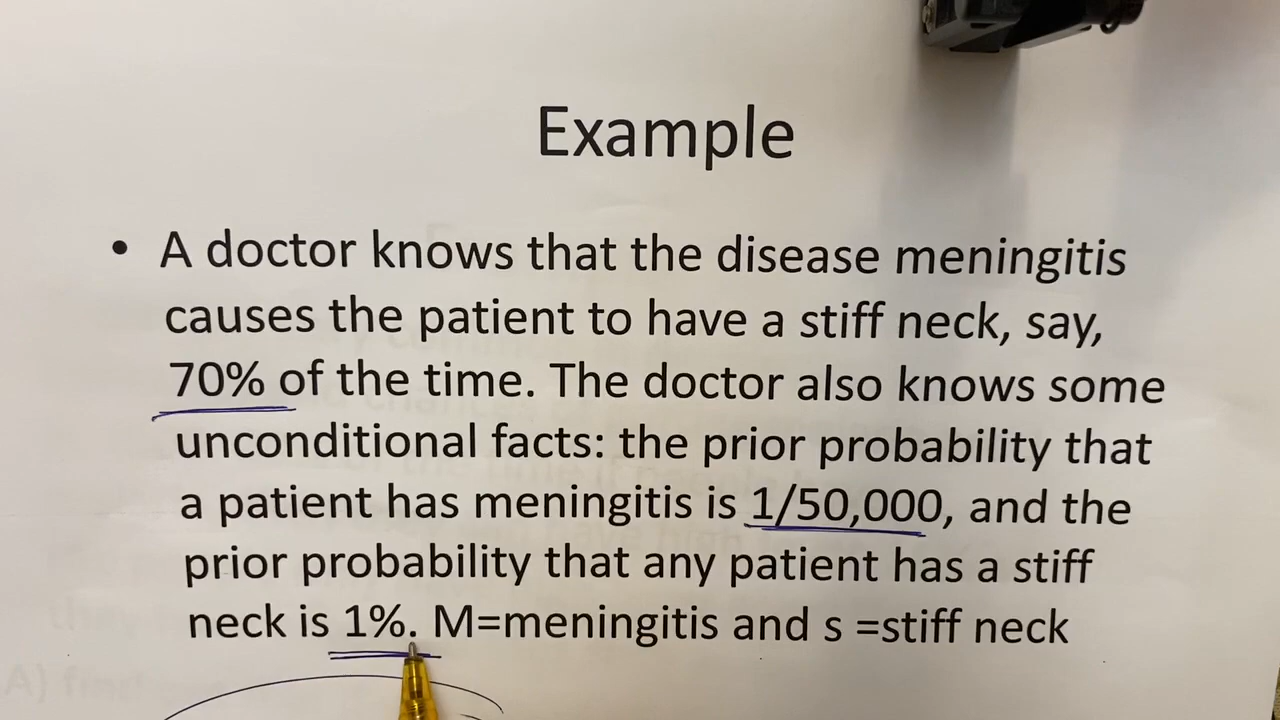 Example
• A doctor knows that the disease meningitis
causes the patient to have a stiff neck, say,
70% of the time. The doctor also knows some
unconditional facts: the prior probability that
a patient has meningitis is 1/50,000, and the
prior probability that any patient has a stiff
neck is 1%. M=meningitis and s =stiff neck